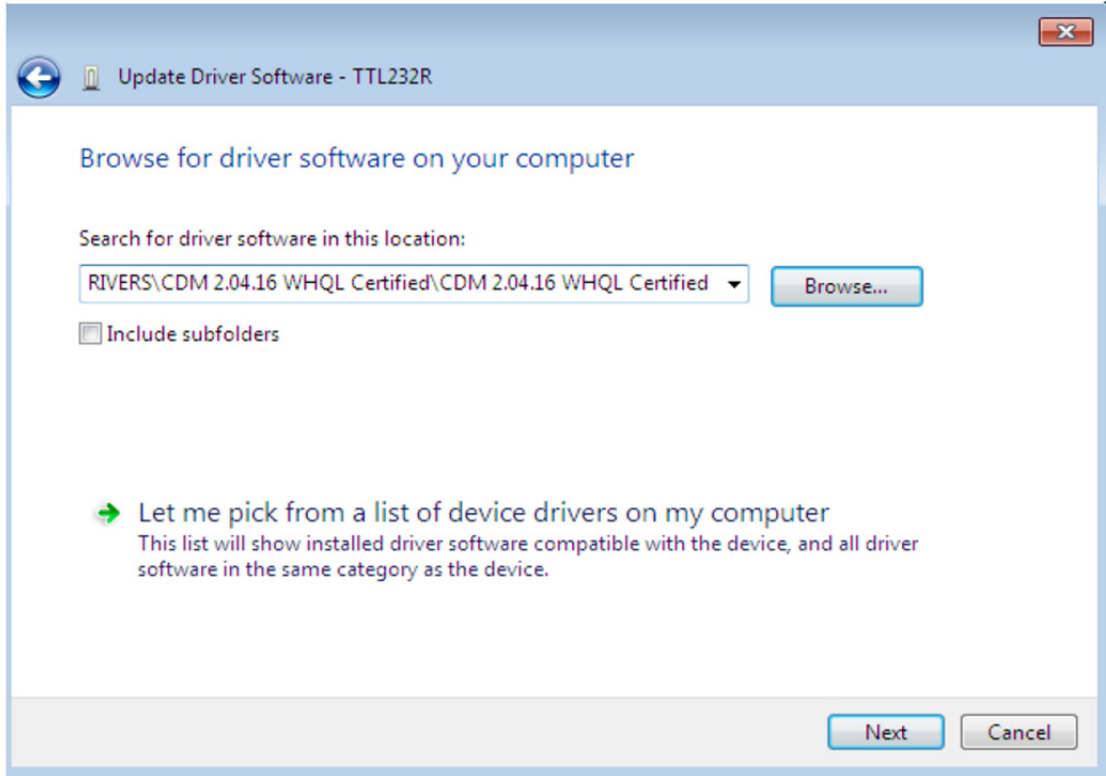 Update Driver Software - TTL232R
Browse for driver software on your computer
Search for driver software in this location:
RIVERS\CDM 2.04.16 WHQL Certified\CDM 2.04.16 WHQL Certified
Browse...
Include subfolders
Let me pick from a list of device drivers on my computer
This list will show installed driver software compatible with the device, and all driver
software in the same category as the device.
Next
Cancel